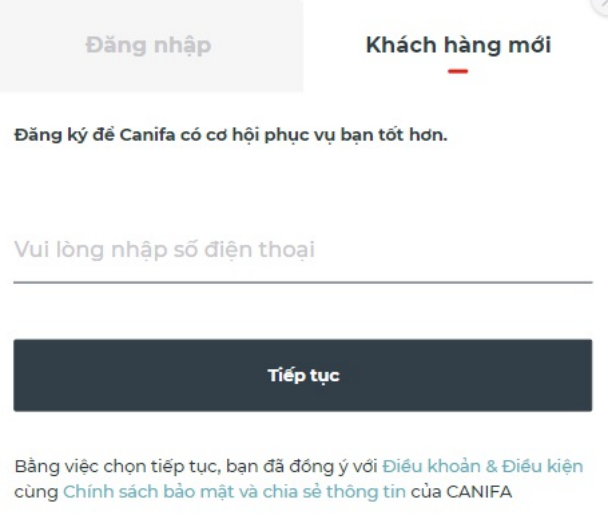 Đăng nhập
Khách hàng mới
Đăng ký để Canifa có cơ hội phục vụ bạn tốt hơn.
Vui lòng nhập số điện thoại
Tiếp tục
Bằng việc chọn tiếp tục, bạn đã đồng ý với Điều khoản & Điều kiện
cùng Chính sách bảo mật và chia sẻ thông tin của CANIFA